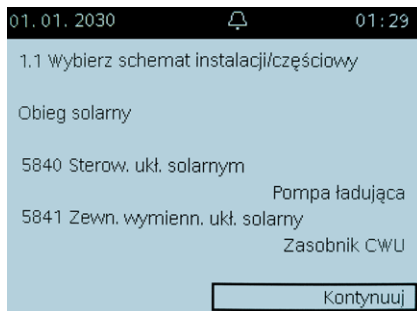 01.01.2030 01:29
1.1 Wybierz schemat instalacji/częściowy
Obieg solarny
5840 Sterow. ukł. solarnym
Pompa ładująca
5841 Zewn. wymienn. ukł. solarny
Zasobnik CWU
Kontynuuj